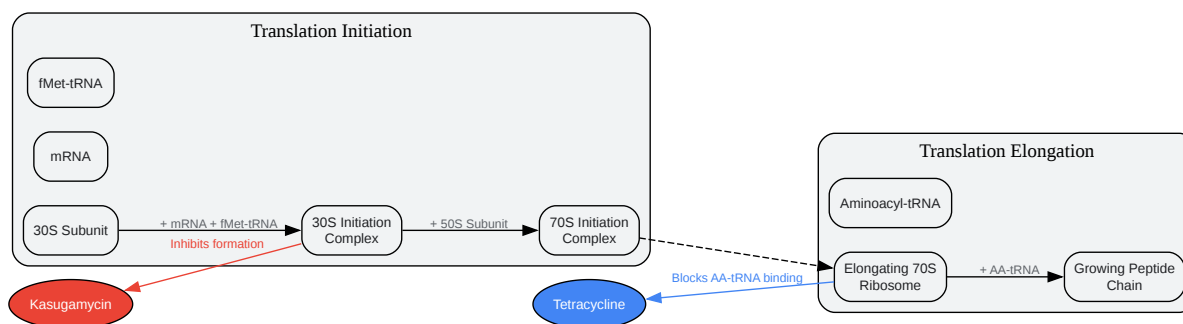 Translation Initiation
fMet-tRNA
mRNA
30S Subunit
+ mRNA + fMet-tRNA
Inhibits formation
30S Initiation
Complex
+ 50S Subunit
70S Initiation
Complex
Kasugamycin
Tetracycline
Blocks AA-tRNA binding
Translation Elongation
Aminoacyl-tRNA
Elongating 70S
Ribosome
+ AA-tRNA
Growing Peptide
Chain